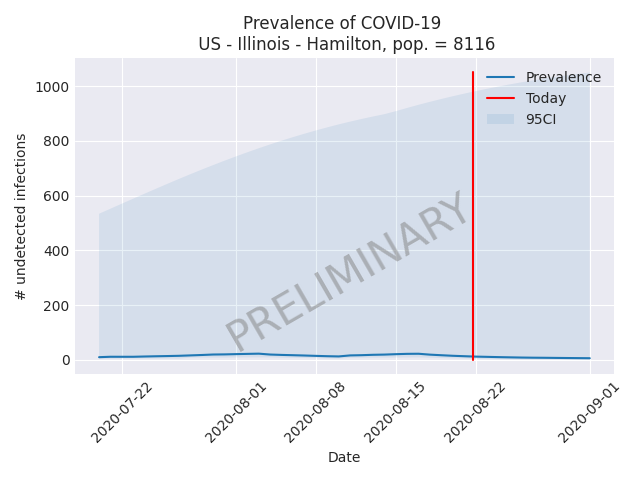 Prevalence of COVID-19
US - Illinois - Hamilton, pop. = 8116
Prevalence
Today
95CI
# undetected infections
1000
800
600
400
200
0
PRELIMINARY
2020-07-22
2020-08-01
2020-08-08
2020-08-15
2020-08-22
2020-09-01
Date